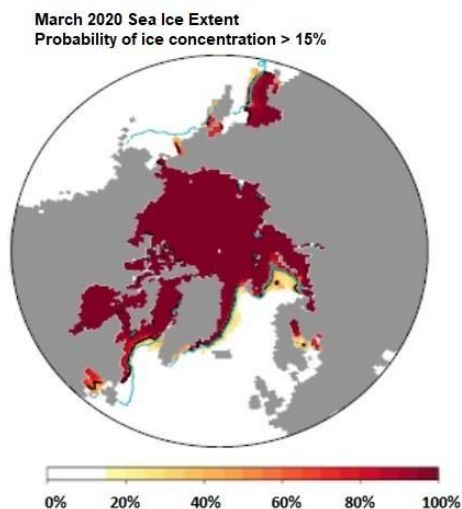 March 2020 Sea Ice Extent
Probability of ice concentration > 15%
0% 20% 40% 60% 80% 100%